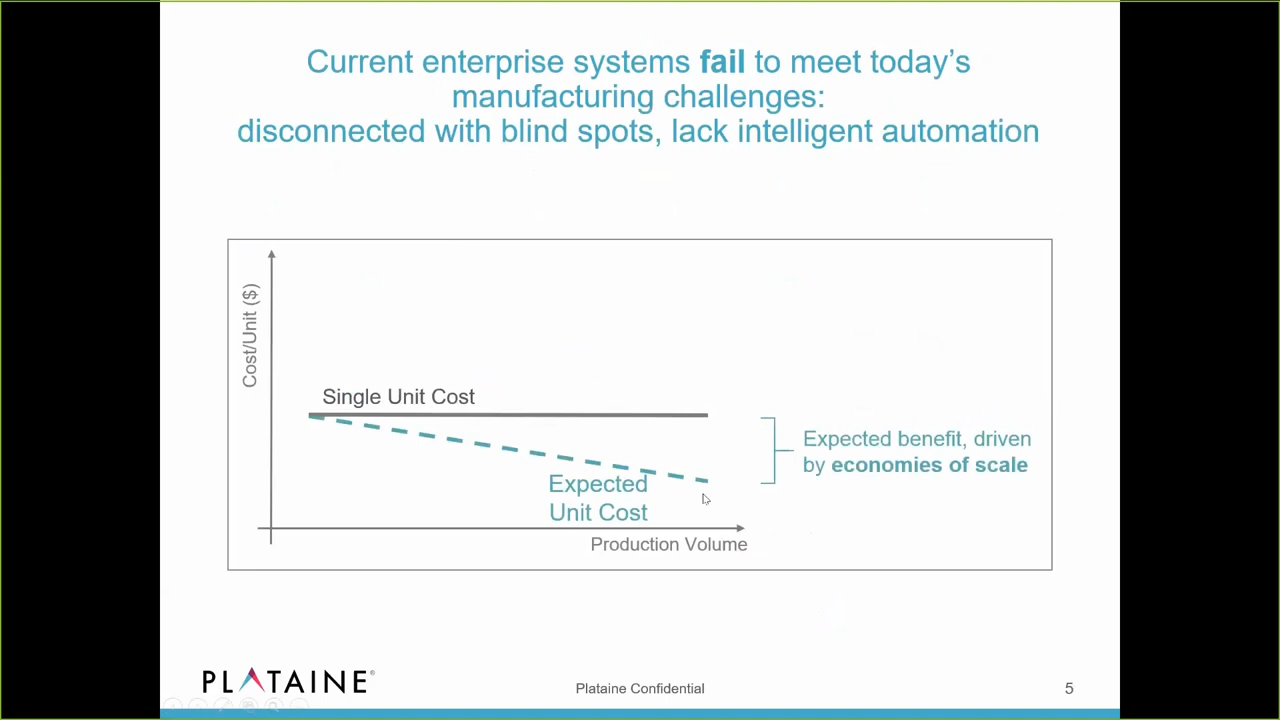 Current enterprise systems fail to meet today's
manufacturing challenges:
disconnected with blind spots, lack intelligent automation
Cost/Unit ($)
Single Unit Cost
Expected benefit, driven
by economies of scale
Expected
Unit Cost
Production Volume
PLATAINE®
Plataine Confidential
5